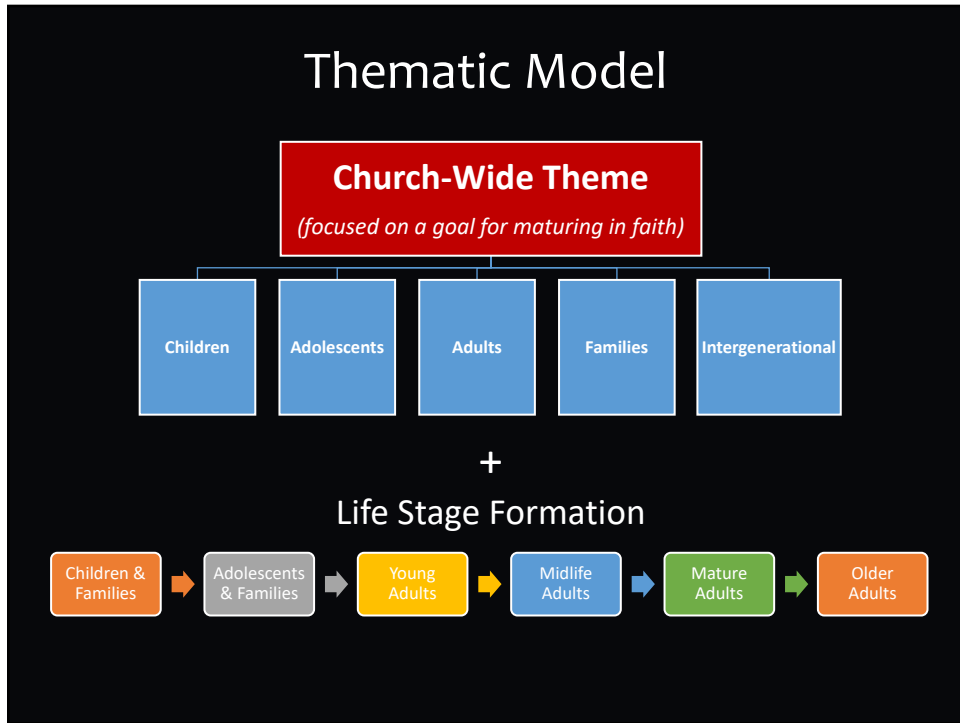 Thematic Model
Church-Wide Theme
(focused on a goal for maturing in faith)
Children
Adolescents
Adults
Families
Intergenerational
+
Life Stage Formation
Children &
Families
Adolescents
& Families
Young
Adults
Midlife
Adults
Mature
Adults
Older
Adults